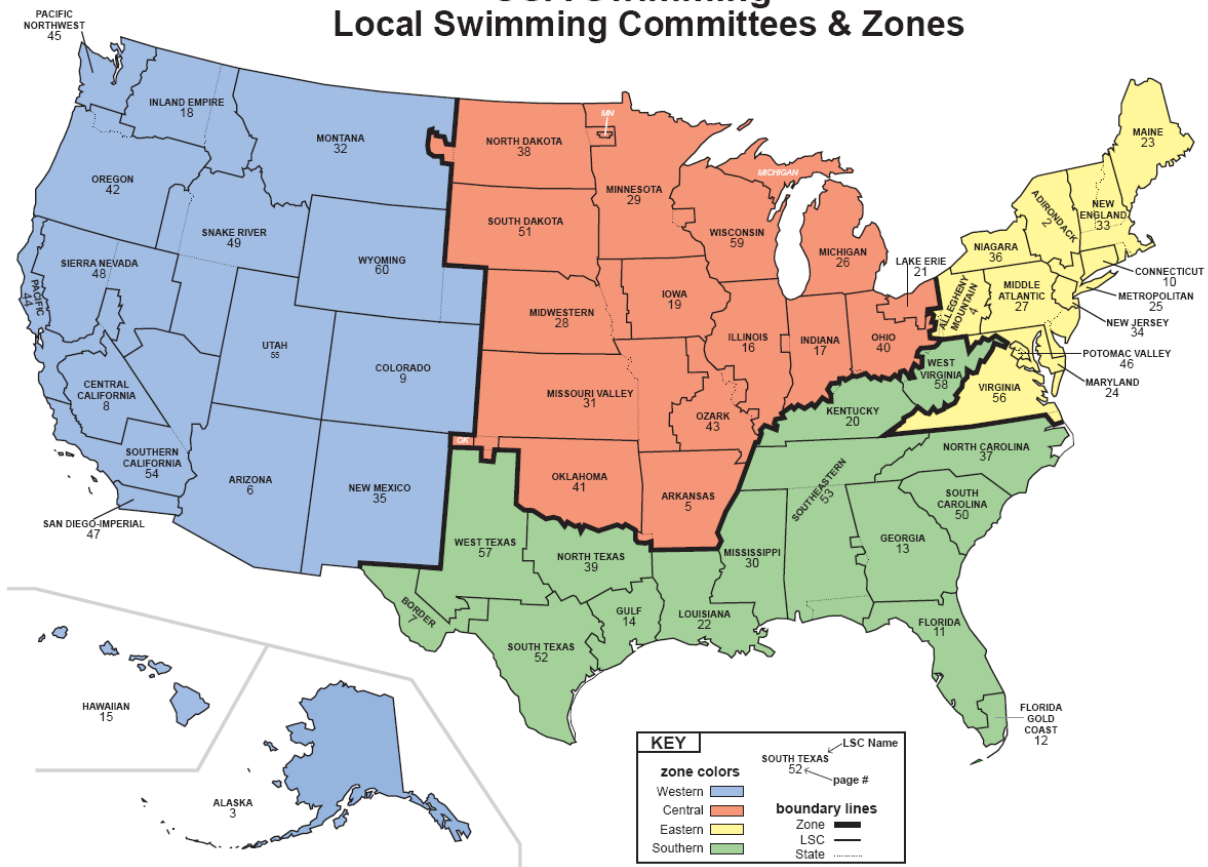 Local Swimming Committees & Zones
PACIFIC
NORTHWEST
45
INLAND EMPIRE
18
MONTANA
32
OREGON
42
SNAKE RIVER
49
WYOMING
60
SIERRA NEVADA
48
PACIFIC
44
UTAH
55
COLORADO
9
CENTRAL
CALIFORNIA
8
SOUTHERN
CALIFORNIA
54
SAN DIEGO-IMPERIAL
47
ARIZONA
6
NEW MEXICO
35
NORTH DAKOTA
38
MN
MINNESOTA
29
SOUTH DAKOTA
51
MICHIGAN
WISCONSIN
59
MICHIGAN
26
LAKE ERIE
21
IOWA
19
MIDWESTERN
28
ILLINOIS
16
INDIANA
17
OHIO
40
MISSOURI VALLEY
31
OZARK
43
OK
OKLAHOMA
41
ARKANSAS
5
MAINE
23
ADIRONDACK
2
NEW
ENGLAND
33
NIAGARA
36
CONNECTICUT
10
METROPOLITAN
25
ALLEGHENY
MOUNTAIN
4
MIDDLE
ATLANTIC
27
NEW JERSEY
34
POTOMAC VALLEY
46
MARYLAND
24
VIRGINIA
56
WEST
VIRGINIA
58
KENTUCKY
20
NORTH CAROLINA
37
SOUTHEASTERN
53
SOUTH
CAROLINA
50
GEORGIA
13
MISSISSIPPI
30
WEST TEXAS
57
NORTH TEXAS
39
BORDER
7
GULF
14
LOUISIANA
22
SOUTH TEXAS
52
FLORIDA
11
FLORIDA
GOLD
COAST
12
HAWAIIAN
15
ALASKA
3
KEY
LSC Name
SOUTH TEXAS
52
page #
zone colors
Western
Central
Eastern
Southern
boundary lines
Zone
LSC
State